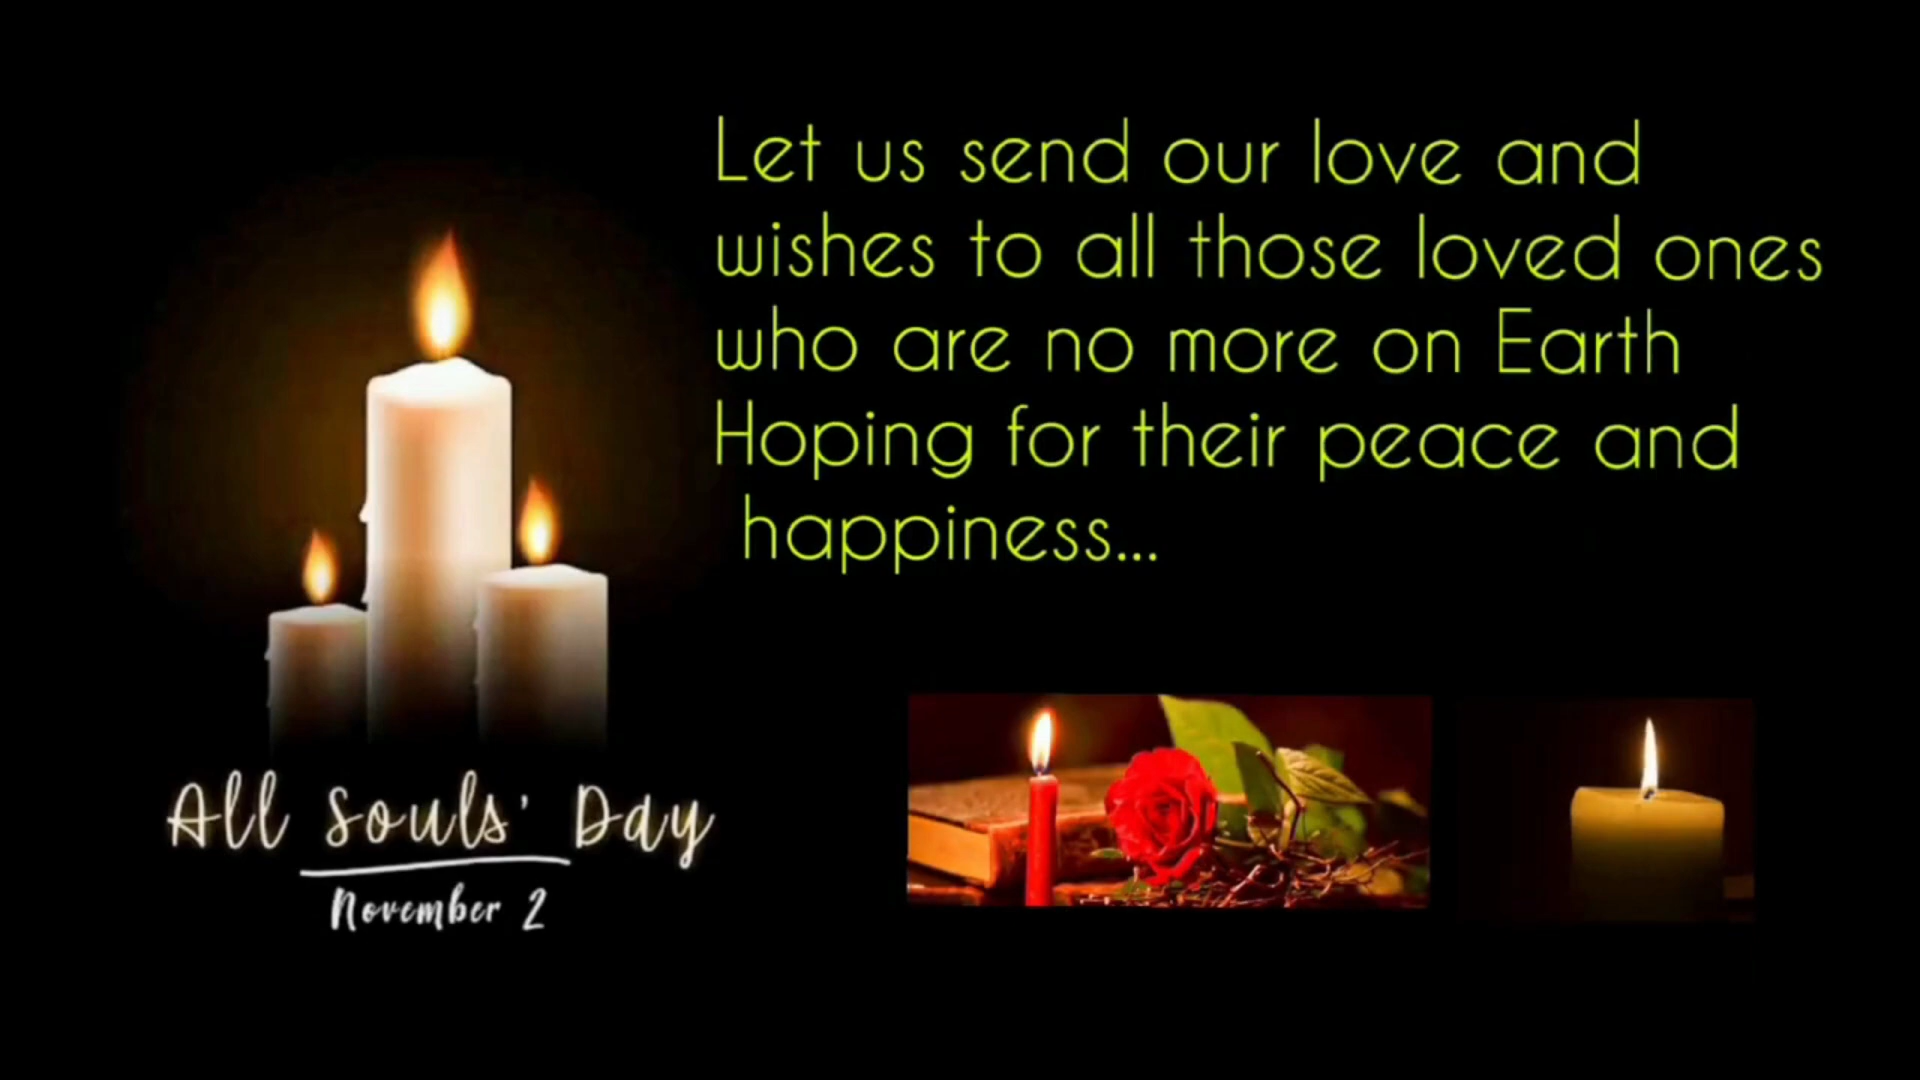 Let us send our love and
wishes to all those loved ones
who are no more on Earth
Hoping for their peace and
happiness...
All Souls' Day
November 2